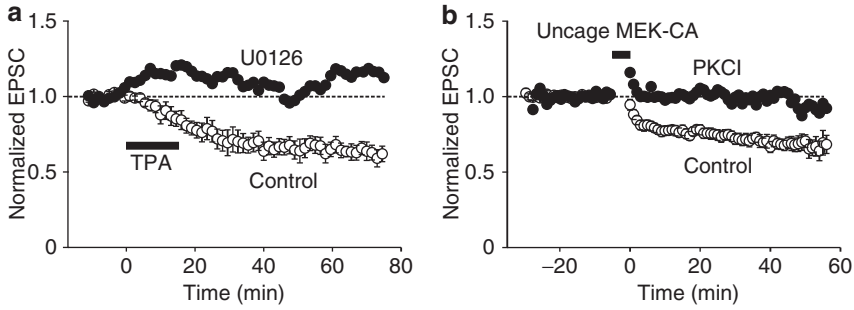 a
1.5
1.0
0.5
0
Normalized EPSC
U0126
TPA
Control
0
20
40
60
80
Time (min)
b
1.5
1.0
0.5
0
Normalized EPSC
Uncage MEK-CA
PKCI
Control
–20
0
20
40
60
Time (min)